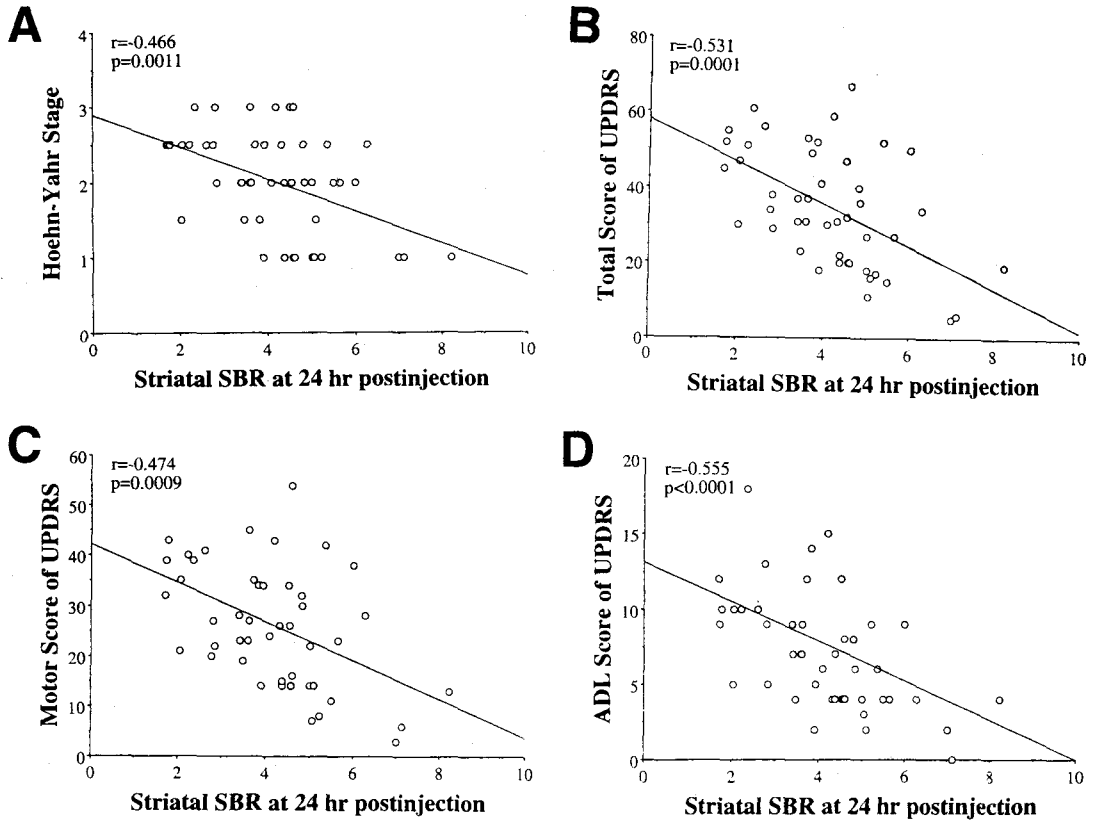 A
r=-0.466
p=0.0011
Hoehn-Yahr Stage
4
3
2
1
0
0 2 4 6 8 10
Striatal SBR at 24 hr postinjection
B
r=-0.531
p=0.0001
Total Score of UPDRS
80
60
40
20
0
0 2 4 6 8 10
Striatal SBR at 24 hr postinjection
C
r=-0.474
p=0.0009
Motor Score of UPDRS
60
50
40
30
20
10
0
0 2 4 6 8 10
Striatal SBR at 24 hr postinjection
D
r=-0.555
p<0.0001
ADL Score of UPDRS
20
15
10
5
0
0 2 4 6 8 10
Striatal SBR at 24 hr postinjection